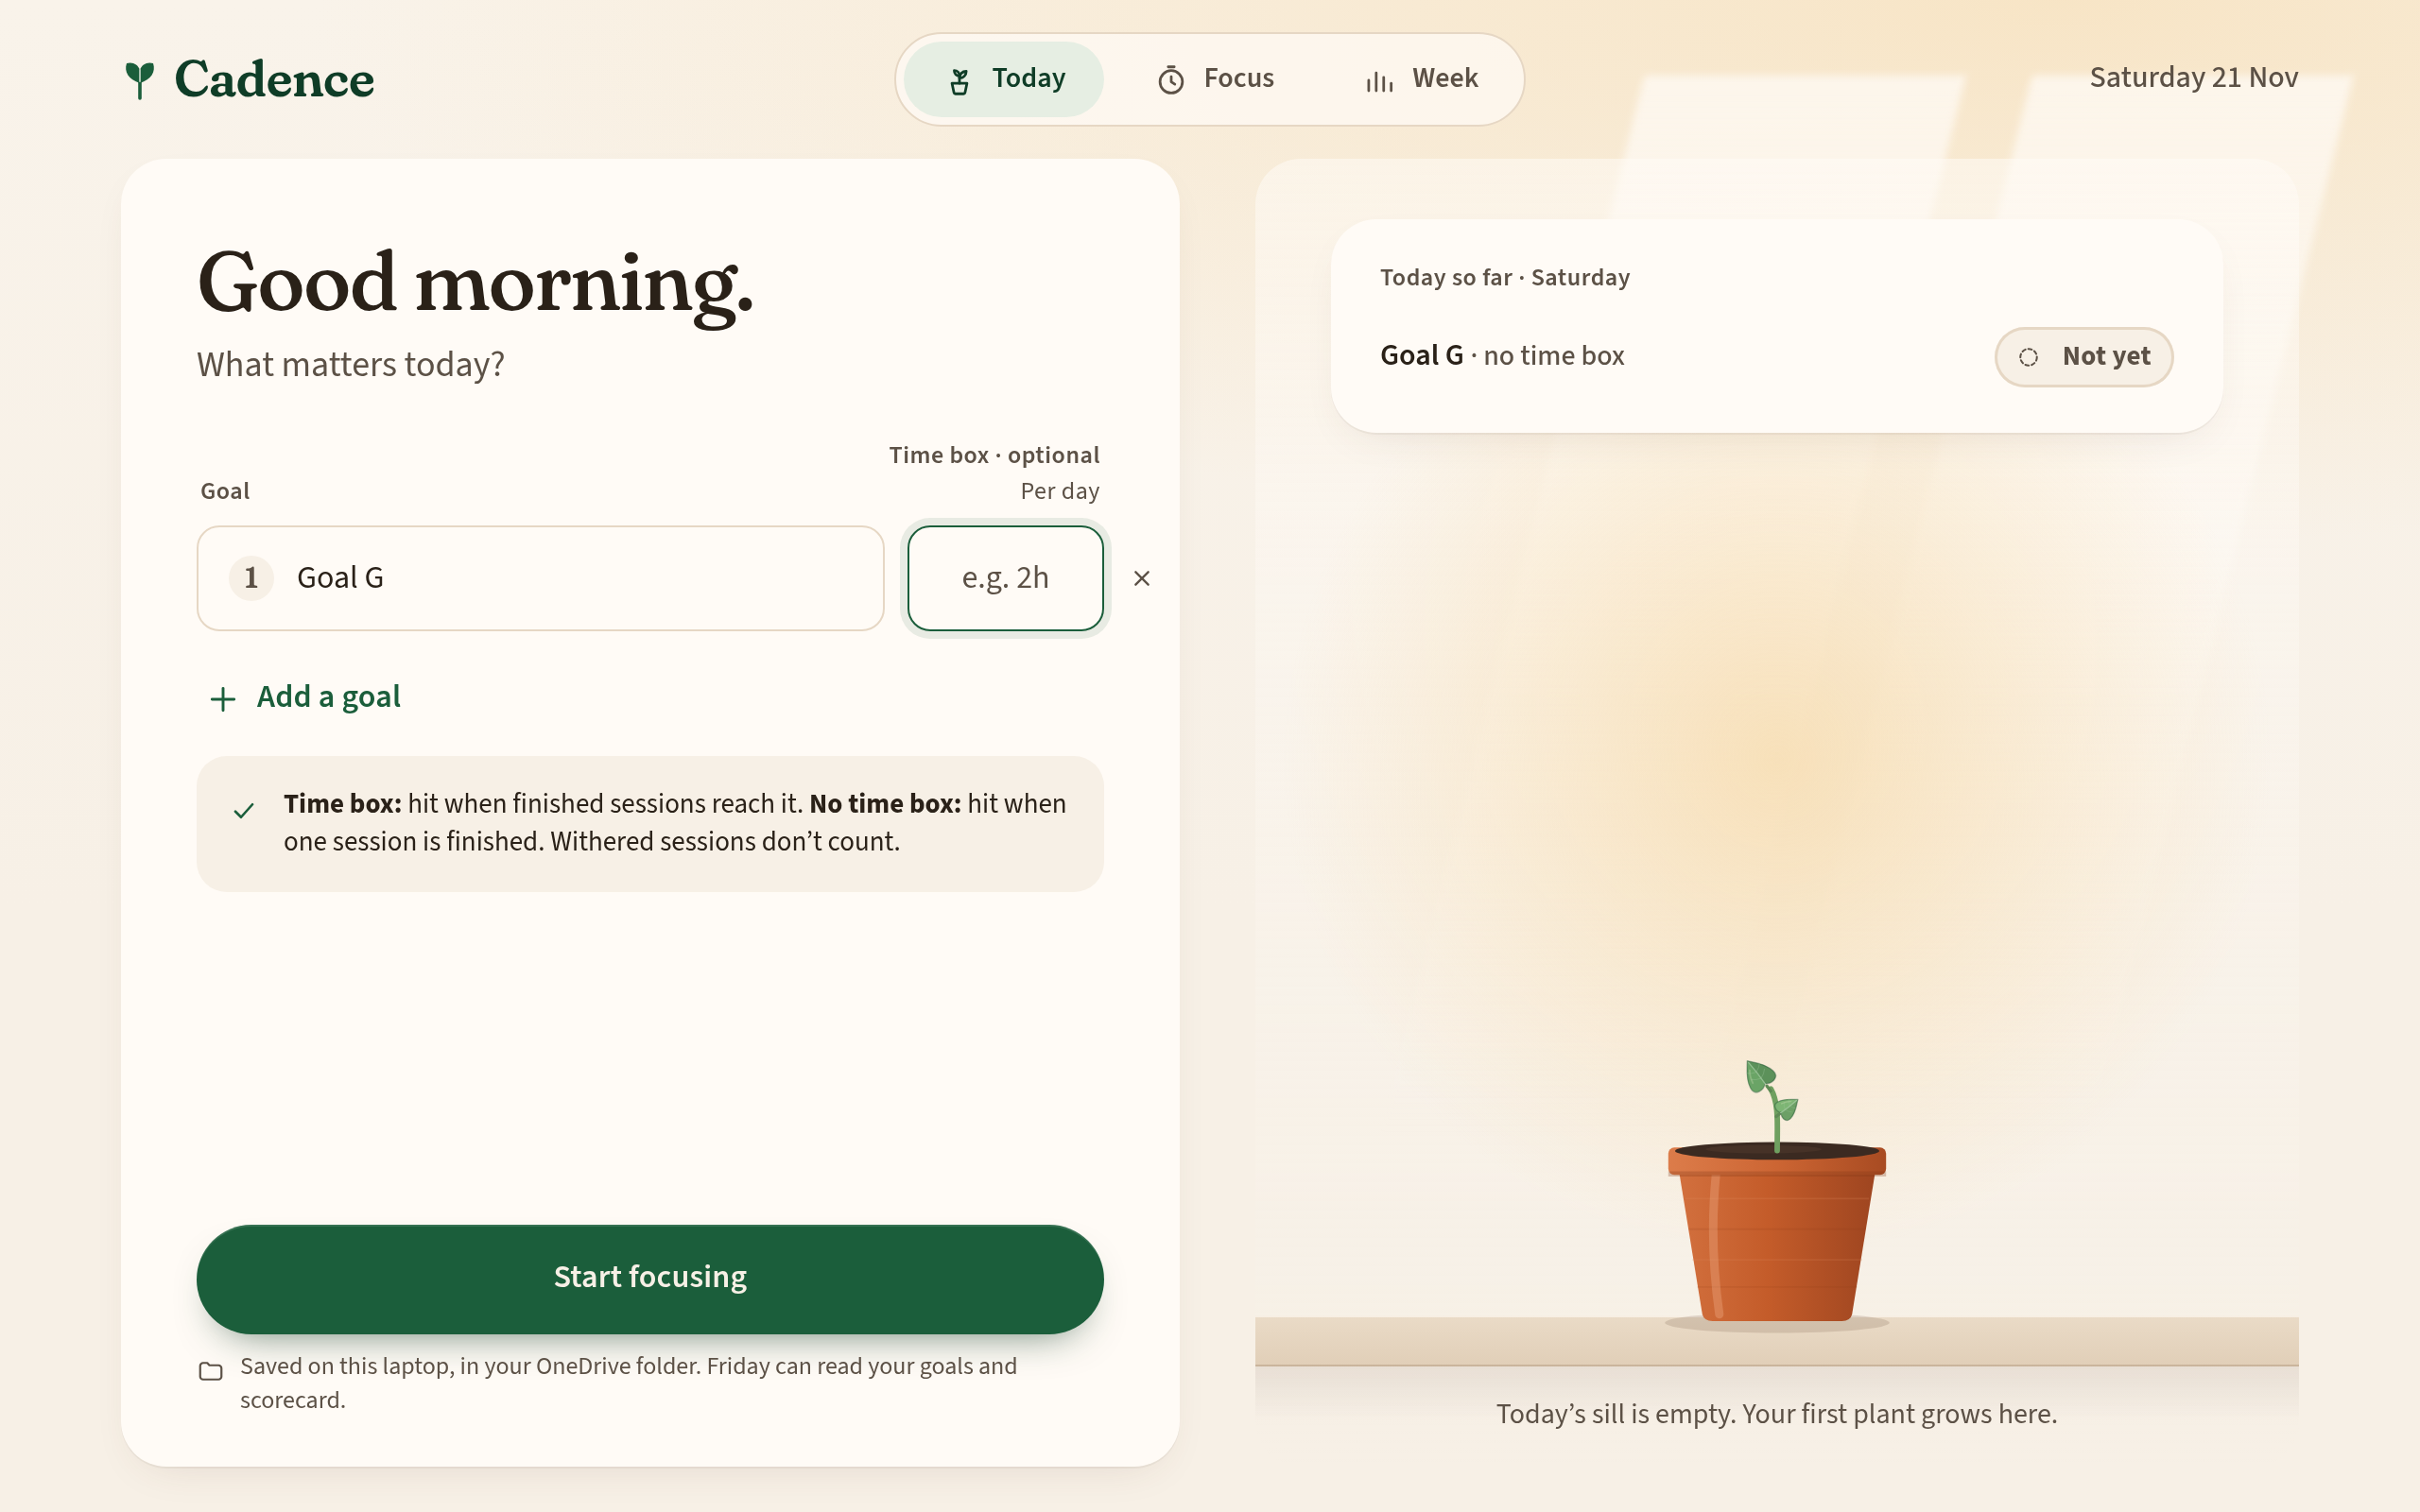 Cadence
Today
Focus
Week
Saturday 21 Nov
Good morning.
What matters today?
Time box · optional
Goal
Per day
1
Goal G
e.g. 2h
×
+ Add a goal
Time box: hit when finished sessions reach it. No time box: hit when
one session is finished. Withered sessions don’t count.
Start focusing
Saved on this laptop, in your OneDrive folder. Friday can read your goals and
scorecard.
Today so far · Saturday
Goal G · no time box
Not yet
Today’s sill is empty. Your first plant grows here.